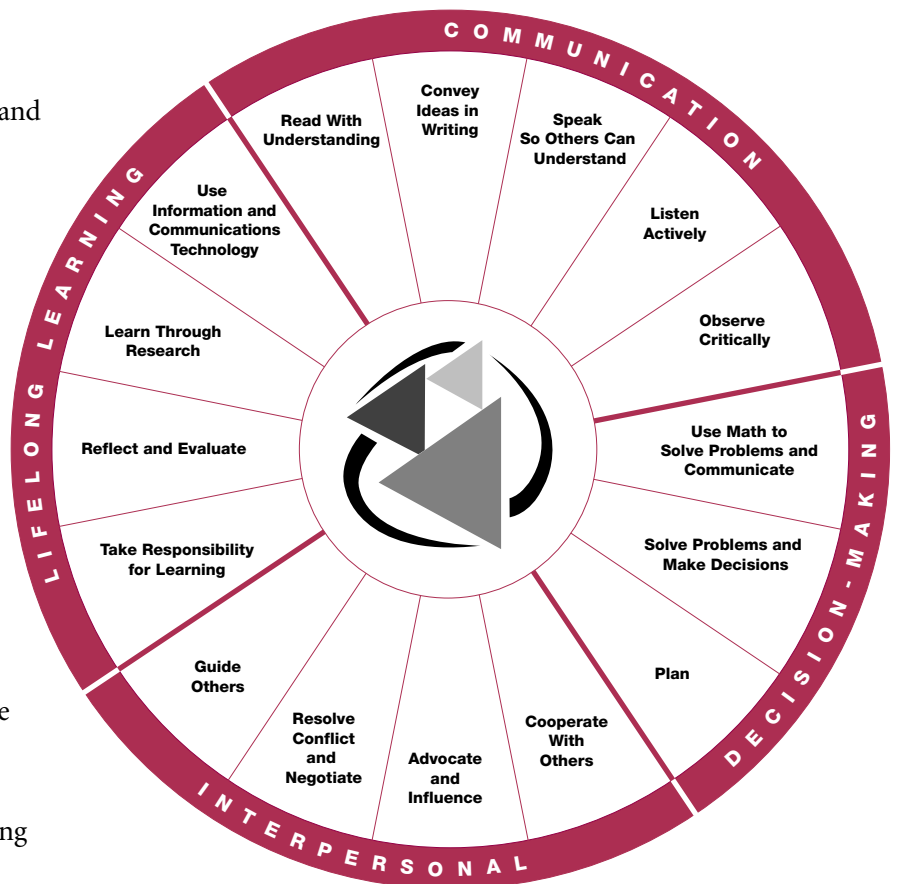 and
e
ng
COMMUNICATION
Read With
Understanding
Convey
Ideas in
Writing
Speak
So Others Can
Understand
Listen
Actively
Observe
Critically
DECISION-MAKING
Use Math to
Solve Problems and
Communicate
Solve Problems and
Make Decisions
Plan
INTERPERSONAL
Cooperate
With
Others
Advocate
and
Influence
Resolve
Conflict
and
Negotiate
Guide
Others
LIFELONG LEARNING
Take Responsibility
for Learning
Reflect and Evaluate
Learn Through
Research
Use
Information and
Communications
Technology